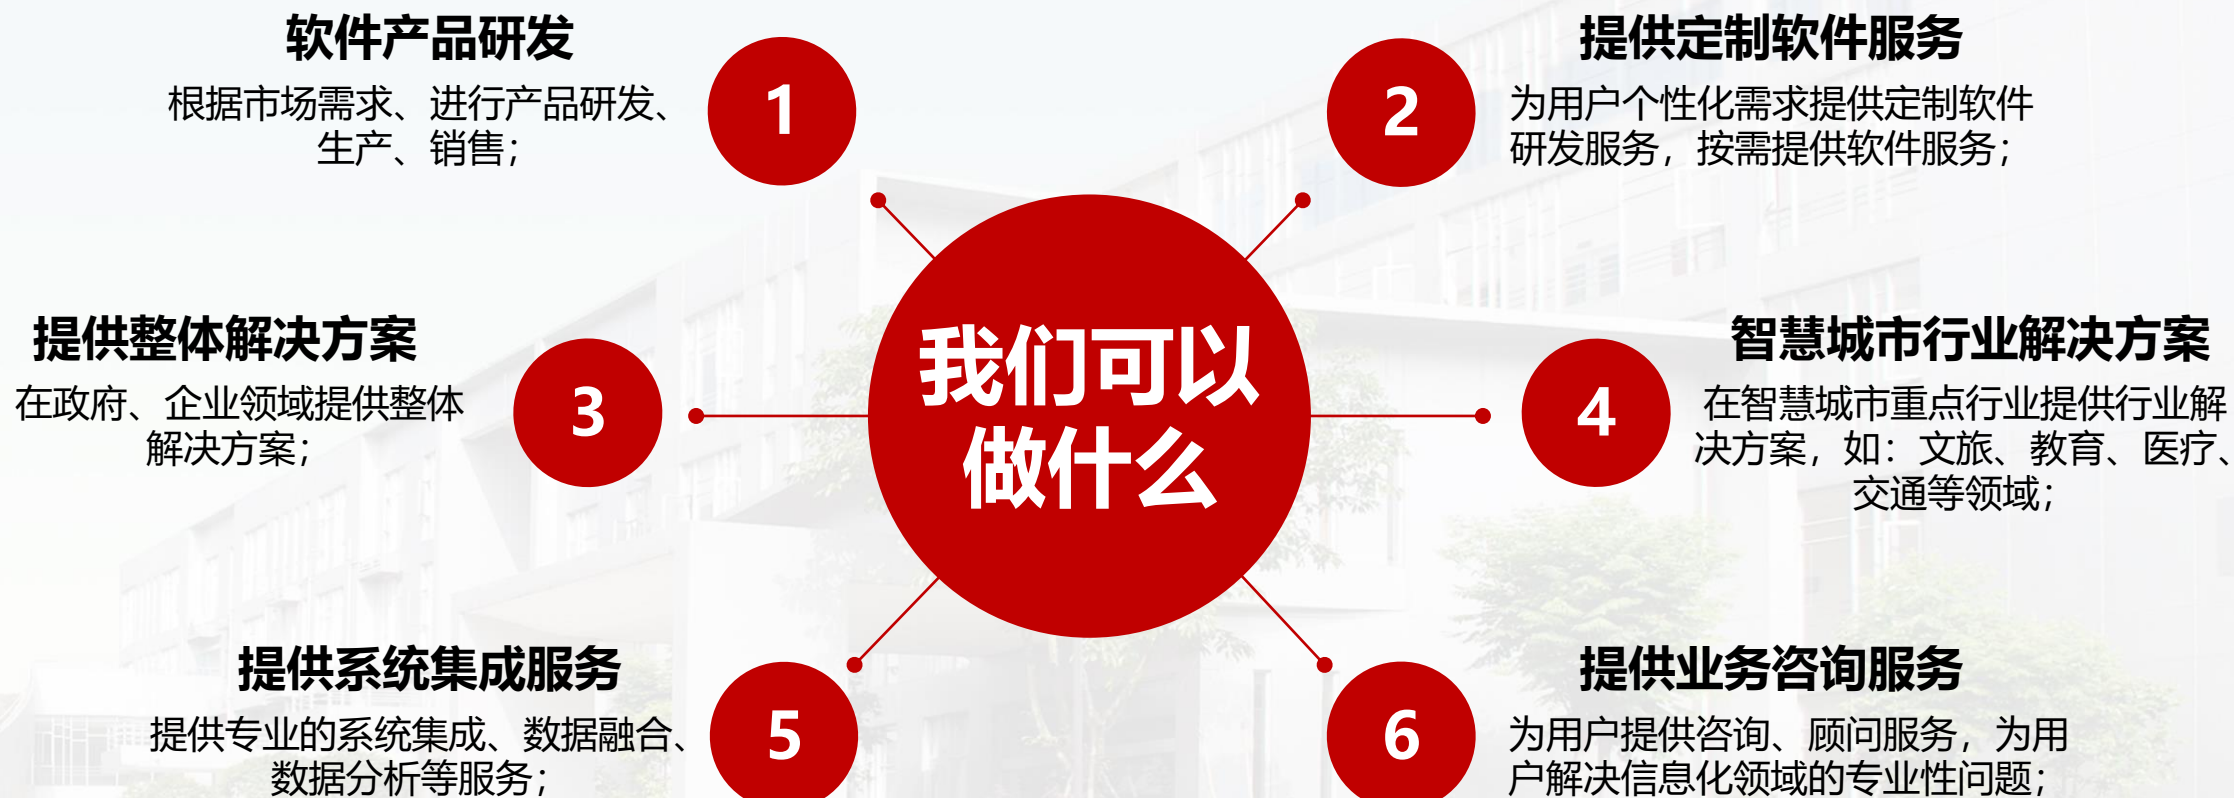 软件产品研发
根据市场需求、进行产品研发、
生产、销售；
1
提供定制软件服务
为用户个性化需求提供定制软件
研发服务，按需提供软件服务；
2
我们可以
做什么
提供整体解决方案
在政府、企业领域提供整体
解决方案；
3
智慧城市行业解决方案
在智慧城市重点行业提供行业解
决方案，如：文旅、教育、医疗、
交通等领域；
4
提供系统集成服务
提供专业的系统集成、数据融合、
数据分析等服务；
5
提供业务咨询服务
为用户提供咨询、顾问服务，为用
户解决信息化领域的专业性问题；
6